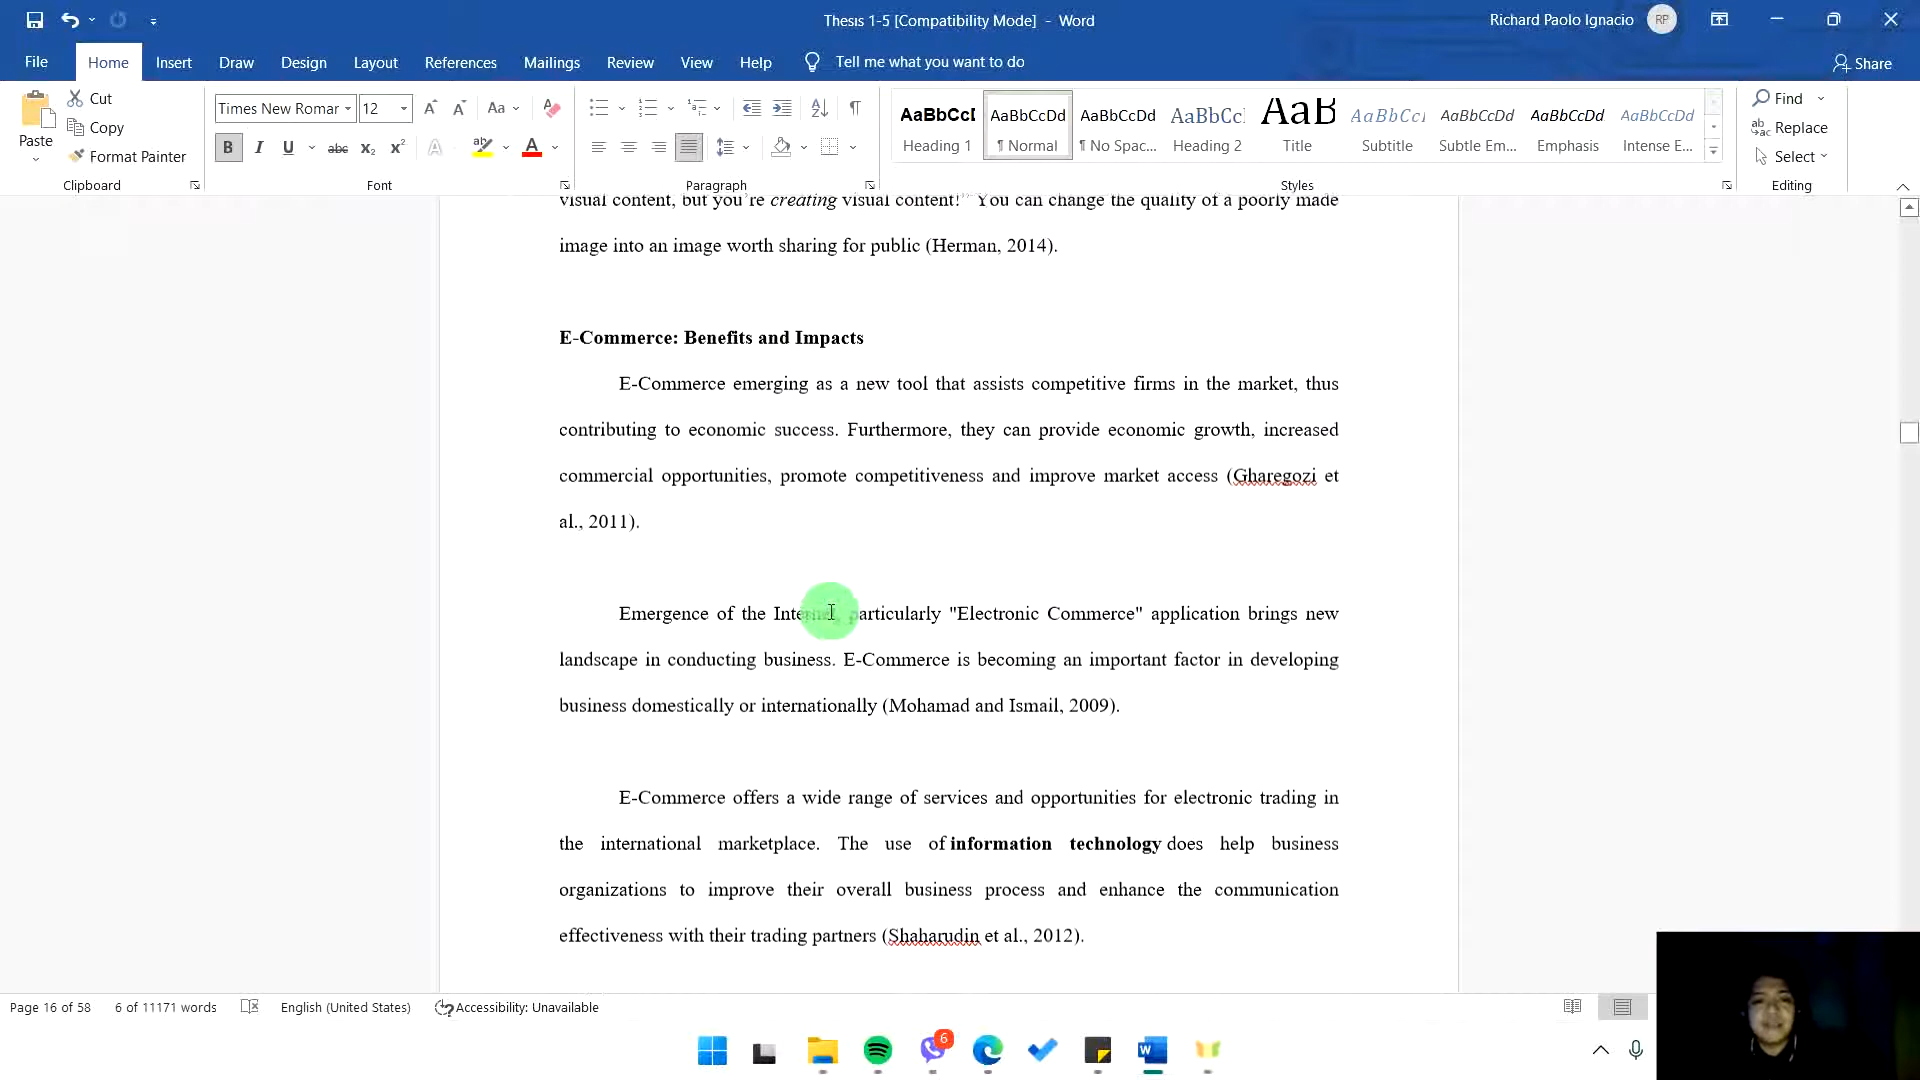 Thesis 1-5 [Compatibility Mode] - Word
Richard Paolo Ignacio
RP
File
Home
Insert
Draw
Design
Layout
References
Mailings
Review
View
Help
Tell me what you want to do
Share
Paste
Cut
Copy
Format Painter
Clipboard
Times New Romar
12
Aa
B I U abc x₂ x²
A
Font
Paragraph
AaBbCcI
Heading 1
AaBbCcDd
¶ Normal
AaBbCcDd
¶ No Spac...
AaBbCcl
Heading 2
AaB
Title
AaBbCcl
Subtitle
AaBbCcDd
Subtle Em...
AaBbCcDd
Emphasis
AaBbCcDd
Intense E...
Styles
Find
Replace
Select
Editing
visual content, but you're creating visual content!" You can change the quality of a poorly made
image into an image worth sharing for public (Herman, 2014).
E-Commerce: Benefits and Impacts
E-Commerce emerging as a new tool that assists competitive firms in the market, thus
contributing to economic success. Furthermore, they can provide economic growth, increased
commercial opportunities, promote competitiveness and improve market access (Gharegozi et
al., 2011).
Emergence of the Internet, particularly "Electronic Commerce" application brings new
landscape in conducting business. E-Commerce is becoming an important factor in developing
business domestically or internationally (Mohamad and Ismail, 2009).
E-Commerce offers a wide range of services and opportunities for electronic trading in
the international marketplace. The use of information technology does help business
organizations to improve their overall business process and enhance the communication
effectiveness with their trading partners (Shaharudin et al., 2012).
Page 16 of 58
6 of 11171 words
English (United States)
Accessibility: Unavailable
6